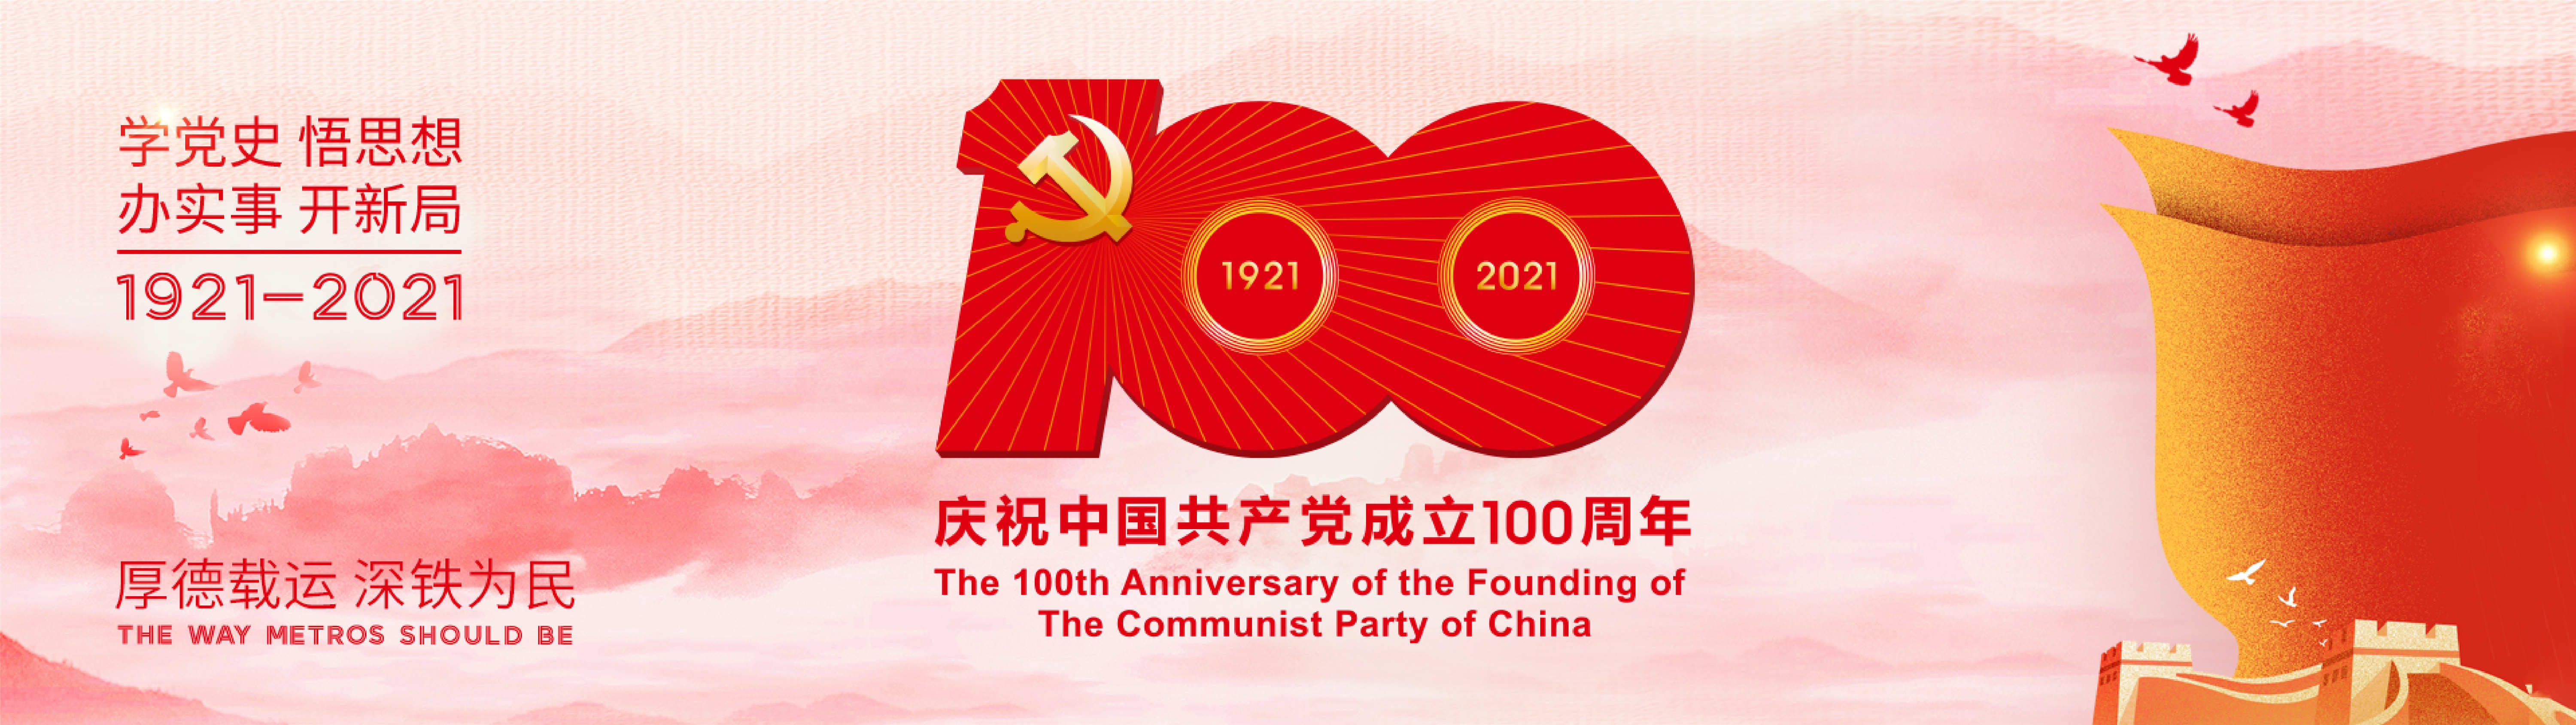 学党史 悟思想
办实事 开新局
1921-2021
厚德载运 深铁为民
THE WAY METROS SHOULD BE
100
1921
2021
庆祝中国共产党成立100周年
The 100th Anniversary of the Founding of
The Communist Party of China